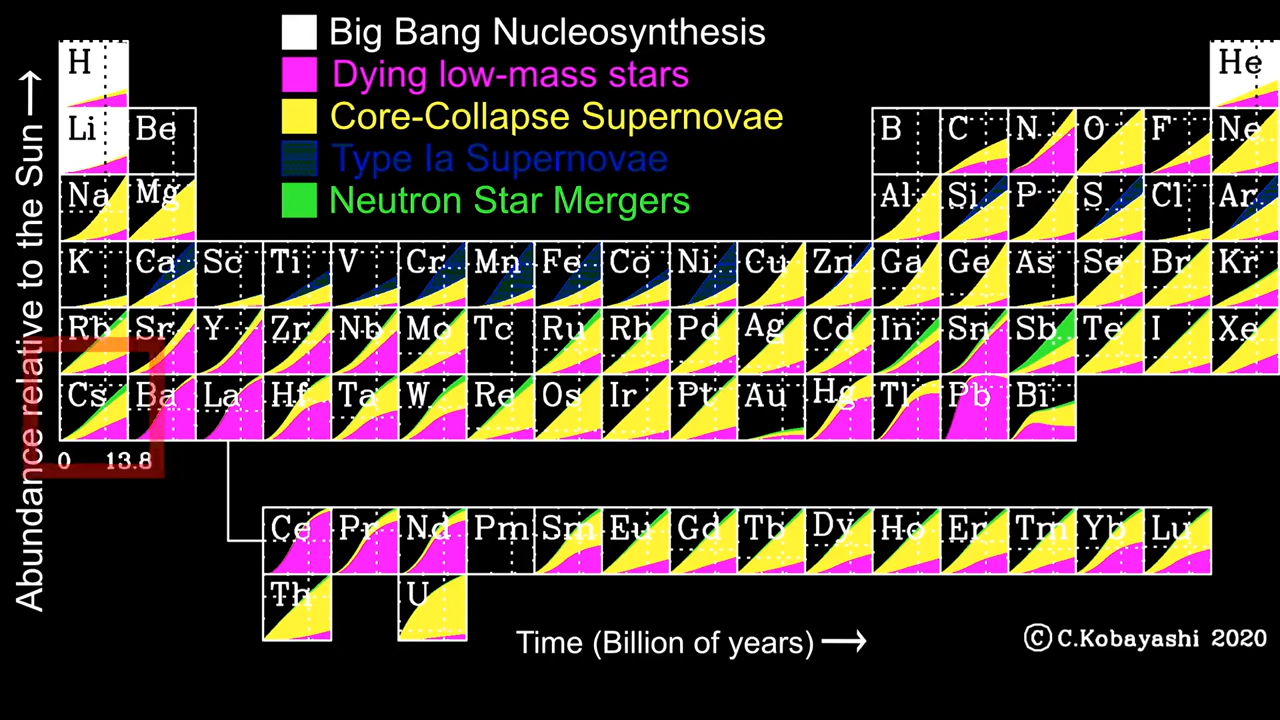 Big Bang Nucleosynthesis
Dying low-mass stars
Core-Collapse Supernovae
Type Ia Supernovae
Neutron Star Mergers
Abundance relative to the Sun →
H He
Li Be B C N O F Ne
Na Mg Al Si P S Cl Ar
K Ca Sc Ti V Cr Mn Fe Co Ni Cu Zn Ga Ge As Se Br Kr
Rb Sr Y Zr Nb Mo Tc Ru Rh Pd Ag Cd In Sn Sb Te I Xe
Cs Ba La Hf Ta W Re Os Ir Pt Au Hg Tl Pb Bi
0 13.8
Ce Pr Nd Pm Sm Eu Gd Tb Dy Ho Er Tm Yb Lu
Th U
Time (Billion of years) →
© C.Kobayashi 2020